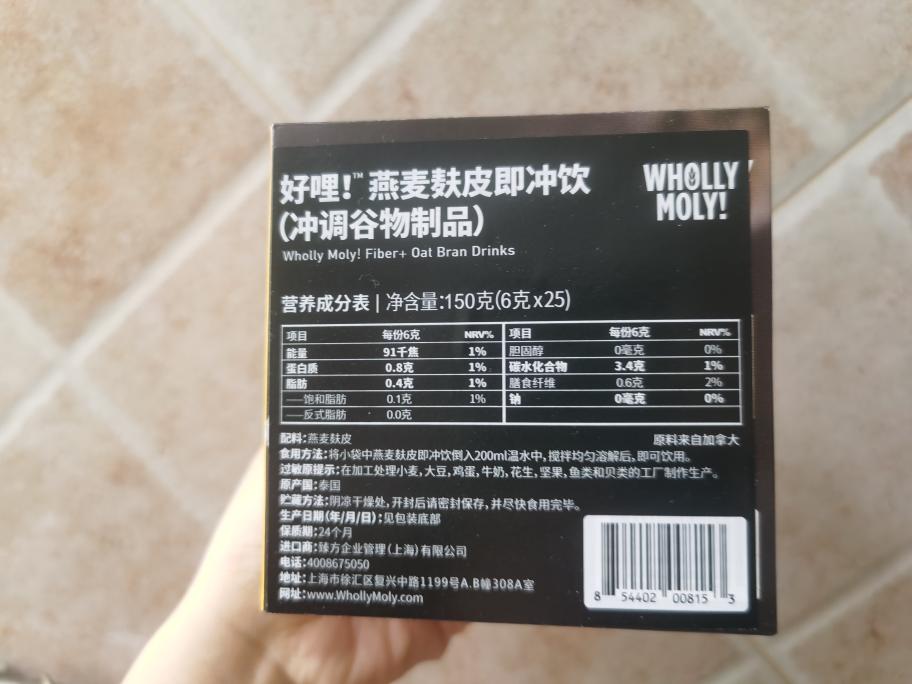 好哩！™燕麦麸皮即冲饮
（冲调谷物制品）
WHOLLY
MOLY!
Wholly Moly! Fiber+ Oat Bran Drinks
营养成分表 | 净含量:150克(6克x25)
项目 每份6克 NRV% 项目 每份6克 NRV%
能量 91千焦 1% 胆固醇 0毫克 0%
蛋白质 0.8克 1% 碳水化合物 3.4克 1%
脂肪 0.4克 1% 膳食纤维 0.6克 2%
——饱和脂肪 0.1克 1% 钠 0毫克 0%
——反式脂肪 0.0克
配料:燕麦麸皮 原料来自加拿大
食用方法:将小袋中燕麦麸皮即冲饮倒入200ml温水中,搅拌均匀溶解后,即可饮用。
过敏原提示:在加工处理小麦,大豆,鸡蛋,牛奶,花生,坚果,鱼类和贝类的工厂制作生产。
原产国:泰国
贮藏方法:阴凉干燥处,开封后请密封保存,并尽快食用完毕。
生产日期(年/月/日):见包装底部
保质期:24个月
进口商:臻方企业管理(上海)有限公司
电话:4008675050
地址:上海市徐汇区复兴中路1199号A.B幢308A室
网址:www.WhollyMoly.com
8 54402 00815 3